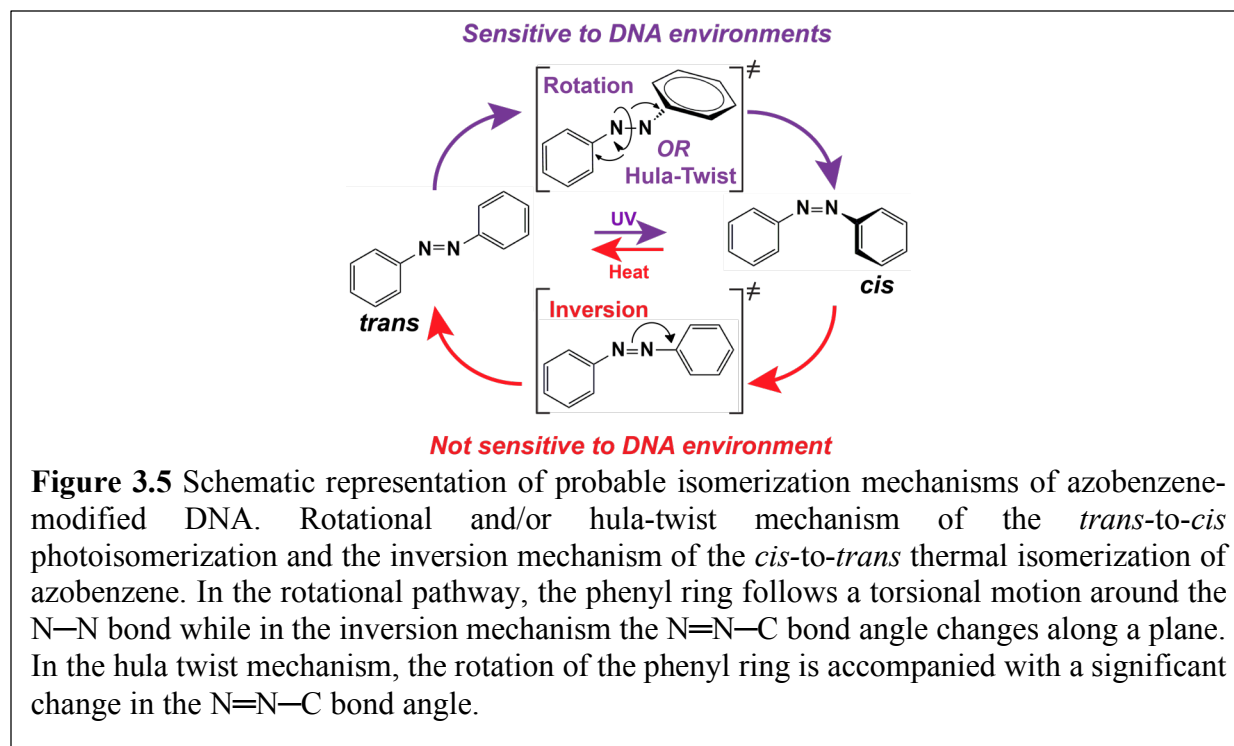 Sensitive to DNA environments
≠
Rotation
N–N
OR
Hula-Twist
N=N
UV
N=N
Heat
cis
trans
≠
Inversion
N=N
Not sensitive to DNA environment
Figure 3.5 Schematic representation of probable isomerization mechanisms of azobenzene-
modified DNA. Rotational and/or hula-twist mechanism of the trans-to-cis
photoisomerization and the inversion mechanism of the cis-to-trans thermal isomerization of
azobenzene. In the rotational pathway, the phenyl ring follows a torsional motion around the
N─N bond while in the inversion mechanism the N═N─C bond angle changes along a plane.
In the hula twist mechanism, the rotation of the phenyl ring is accompanied with a significant
change in the N═N─C bond angle.